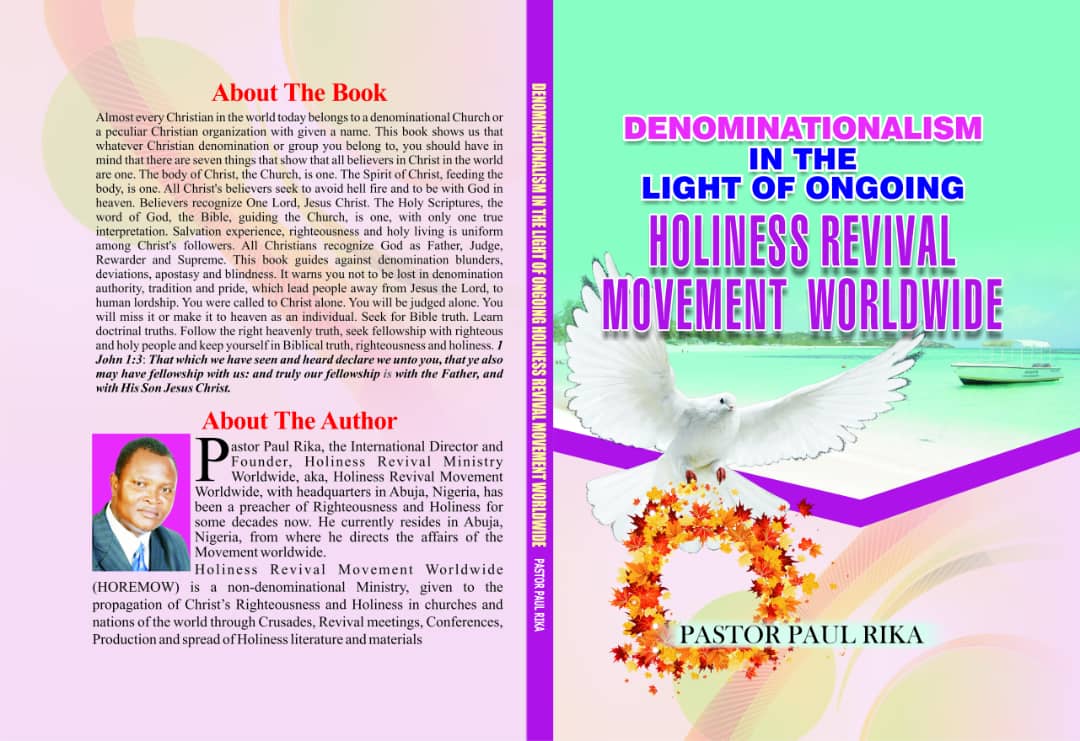 About The Book
Almost every Christian in the world today belongs to a denominational Church or
a peculiar Christian organization with given a name. This book shows us that
whatever Christian denomination or group you belong to, you should have in
mind that there are seven things that show that all believers in Christ in the world
are one. The body of Christ, the Church, is one. The Spirit of Christ, feeding the
body, is one. All Christ's believers seek to avoid hell fire and to be with God in
heaven. Believers recognize One Lord, Jesus Christ. The Holy Scriptures, the
word of God, the Bible, guiding the Church, is one, with only one true
interpretation. Salvation experience, righteousness and holy living is uniform
among Christ's followers. All Christians recognize God as Father, Judge,
Rewarder and Supreme. This book guides against denomination blunders,
deviations, apostasy and blindness. It warns you not to be lost in denomination
authority, tradition and pride, which lead people away from Jesus the Lord, to
human lordship. You were called to Christ alone. You will be judged alone. You
will miss it or make it to heaven as an individual. Seek for Bible truth. Learn
doctrinal truths. Follow the right heavenly truth, seek fellowship with righteous
and holy people and keep yourself in Biblical truth, righteousness and holiness. 1
John 1:3: That which we have seen and heard declare we unto you, that ye also
may have fellowship with us: and truly our fellowship is with the Father, and
with His Son Jesus Christ.
About The Author
Pastor Paul Rika, the International Director and
Founder, Holiness Revival Ministry
Worldwide, aka, Holiness Revival Movement
Worldwide, with headquarters in Abuja, Nigeria, has
been a preacher of Righteousness and Holiness for
some decades now. He currently resides in Abuja,
Nigeria, from where he directs the affairs of the
Movement worldwide.
Holiness Revival Movement Worldwide
(HOREMOW) is a non-denominational Ministry, given to the
propagation of Christ's Righteousness and Holiness in churches and
nations of the world through Crusades, Revival meetings, Conferences,
Production and spread of Holiness literature and materials
DENOMINATIONALISM IN THE LIGHT OF ONGOING HOLINESS REVIVAL MOVEMENT WORLDWIDE PASTOR PAUL RIKA
DENOMINATIONALISM
IN THE
LIGHT OF ONGOING
HOLINESS REVIVAL
MOVEMENT WORLDWIDE
PASTOR PAUL RIKA